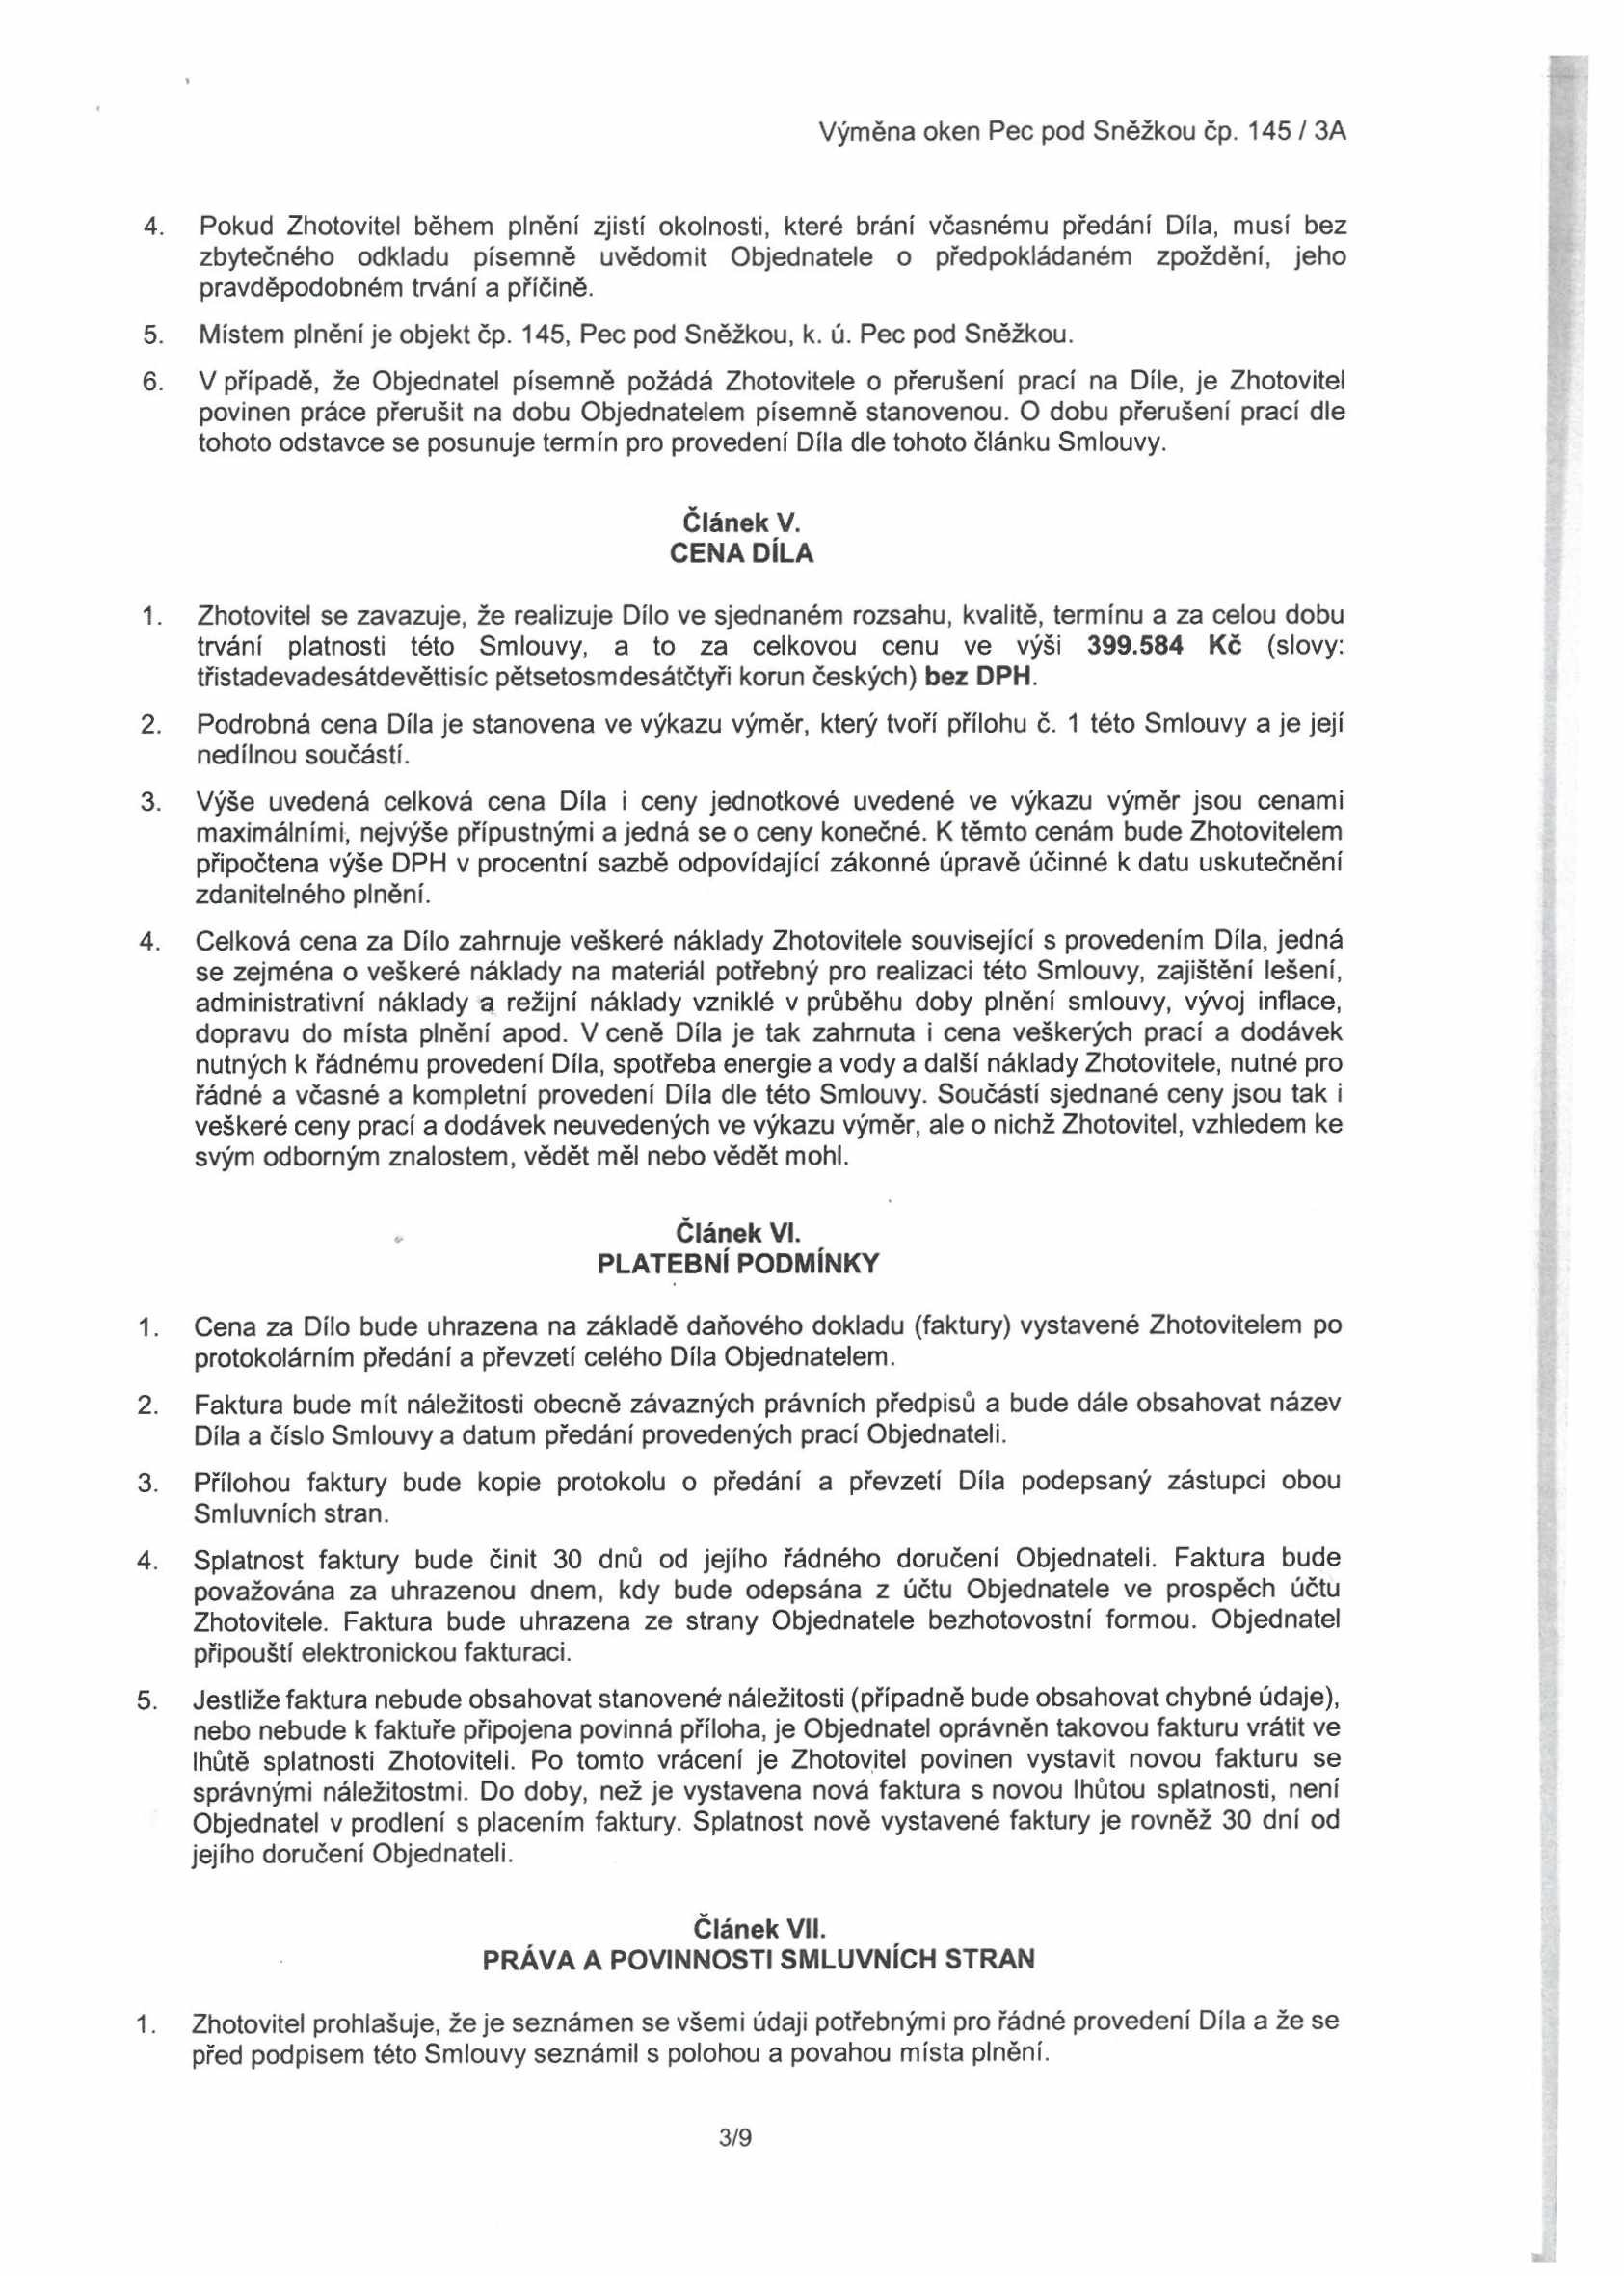 Výměna oken Pec pod Sněžkou čp. 145 / 3A
4. Pokud Zhotovitel během plnění zjistí okolnosti, které brání včasnému předání Díla, musí bez
zbytečného odkladu písemně uvědomit Objednatele o předpokládaném zpoždění, jeho
pravděpodobném trvání a příčině.
5. Místem plnění je objekt čp. 145, Pec pod Sněžkou, k. ú. Pec pod Sněžkou.
6. V případě, že Objednatel písemně požádá Zhotovitele o přerušení prací na Díle, je Zhotovitel
povinen práce přerušit na dobu Objednatelem písemně stanovenou. O dobu přerušení prací dle
tohoto odstavce se posunuje termín pro provedení Díla dle tohoto článku Smlouvy.
Článek V.
CENA DÍLA
1. Zhotovitel se zavazuje, že realizuje Dílo ve sjednaném rozsahu, kvalitě, termínu a za celou dobu
trvání platnosti této Smlouvy, a to za celkovou cenu ve výši 399.584 Kč (slovy:
třistadevadesátdevěttisíc pětsetosmdesátčtyři korun českých) bez DPH.
2. Podrobná cena Díla je stanovena ve výkazu výměr, který tvoří přílohu č. 1 této Smlouvy a je její
nedílnou součástí.
3. Výše uvedená celková cena Díla i ceny jednotkové uvedené ve výkazu výměr jsou cenami
maximálními, nejvýše přípustnými a jedná se o ceny konečné. K těmto cenám bude Zhotovitelem
připočtena výše DPH v procentní sazbě odpovídající zákonné úpravě účinné k datu uskutečnění
zdanitelného plnění.
4. Celková cena za Dílo zahrnuje veškeré náklady Zhotovitele související s provedením Díla, jedná
se zejména o veškeré náklady na materiál potřebný pro realizaci této Smlouvy, zajištění lešení,
administrativní náklady a režijní náklady vzniklé v průběhu doby plnění smlouvy, vývoj inflace,
dopravu do místa plnění apod. V ceně Díla je tak zahrnuta i cena veškerých prací a dodávek
nutných k řádnému provedení Díla, spotřeba energie a vody a další náklady Zhotovitele, nutné pro
řádné a včasné a kompletní provedení Díla dle této Smlouvy. Součástí sjednané ceny jsou tak i
veškeré ceny prací a dodávek neuvedených ve výkazu výměr, ale o nichž Zhotovitel, vzhledem ke
svým odborným znalostem, vědět měl nebo vědět mohl.
Článek VI.
PLATEBNÍ PODMÍNKY
1. Cena za Dílo bude uhrazena na základě daňového dokladu (faktury) vystavené Zhotovitelem po
protokolárním předání a převzetí celého Díla Objednatelem.
2. Faktura bude mít náležitosti obecně závazných právních předpisů a bude dále obsahovat název
Díla a číslo Smlouvy a datum předání provedených prací Objednateli.
3. Přílohou faktury bude kopie protokolu o předání a převzetí Díla podepsaný zástupci obou
Smluvních stran.
4. Splatnost faktury bude činit 30 dnů od jejího řádného doručení Objednateli. Faktura bude
považována za uhrazenou dnem, kdy bude odepsána z účtu Objednatele ve prospěch účtu
Zhotovitele. Faktura bude uhrazena ze strany Objednatele bezhotovostní formou. Objednatel
připouští elektronickou fakturaci.
5. Jestliže faktura nebude obsahovat stanovené náležitosti (případně bude obsahovat chybné údaje),
nebo nebude k faktuře připojena povinná příloha, je Objednatel oprávněn takovou fakturu vrátit ve
lhůtě splatnosti Zhotoviteli. Po tomto vrácení je Zhotovitel povinen vystavit novou fakturu se
správnými náležitostmi. Do doby, než je vystavena nová faktura s novou lhůtou splatnosti, není
Objednatel v prodlení s placením faktury. Splatnost nově vystavené faktury je rovněž 30 dní od
jejího doručení Objednateli.
Článek VII.
PRÁVA A POVINNOSTI SMLUVNÍCH STRAN
1. Zhotovitel prohlašuje, že je seznámen se všemi údaji potřebnými pro řádné provedení Díla a že se
před podpisem této Smlouvy seznámil s polohou a povahou místa plnění.
3/9